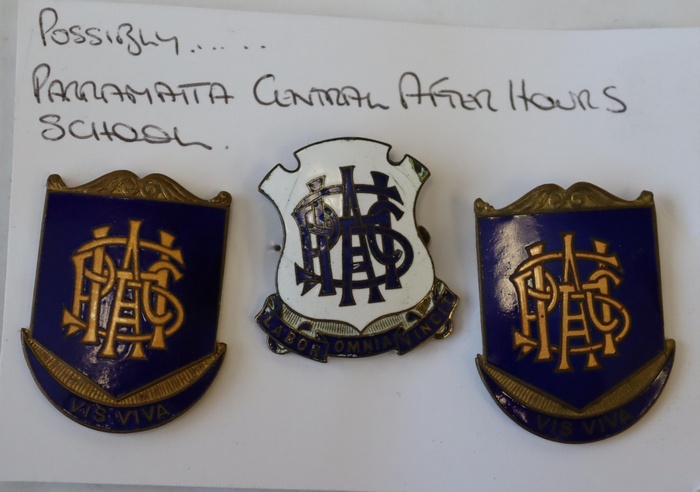 POSSIBLY......
PARRAMATTA CENTRAL AFTER HOURS
SCHOOL.
VIS VIVA
LABOR OMNIA VINCIT
VIS VIVA